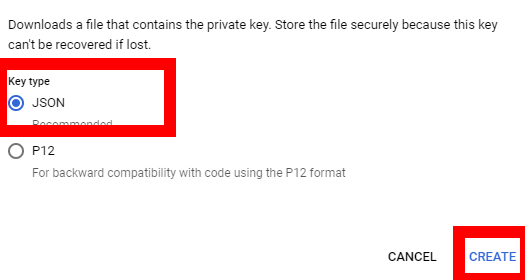 Downloads a file that contains the private key. Store the file securely because this key
can't be recovered if lost.
Key type
JSON
Recommended
P12
For backward compatibility with code using the P12 format
CANCEL
CREATE